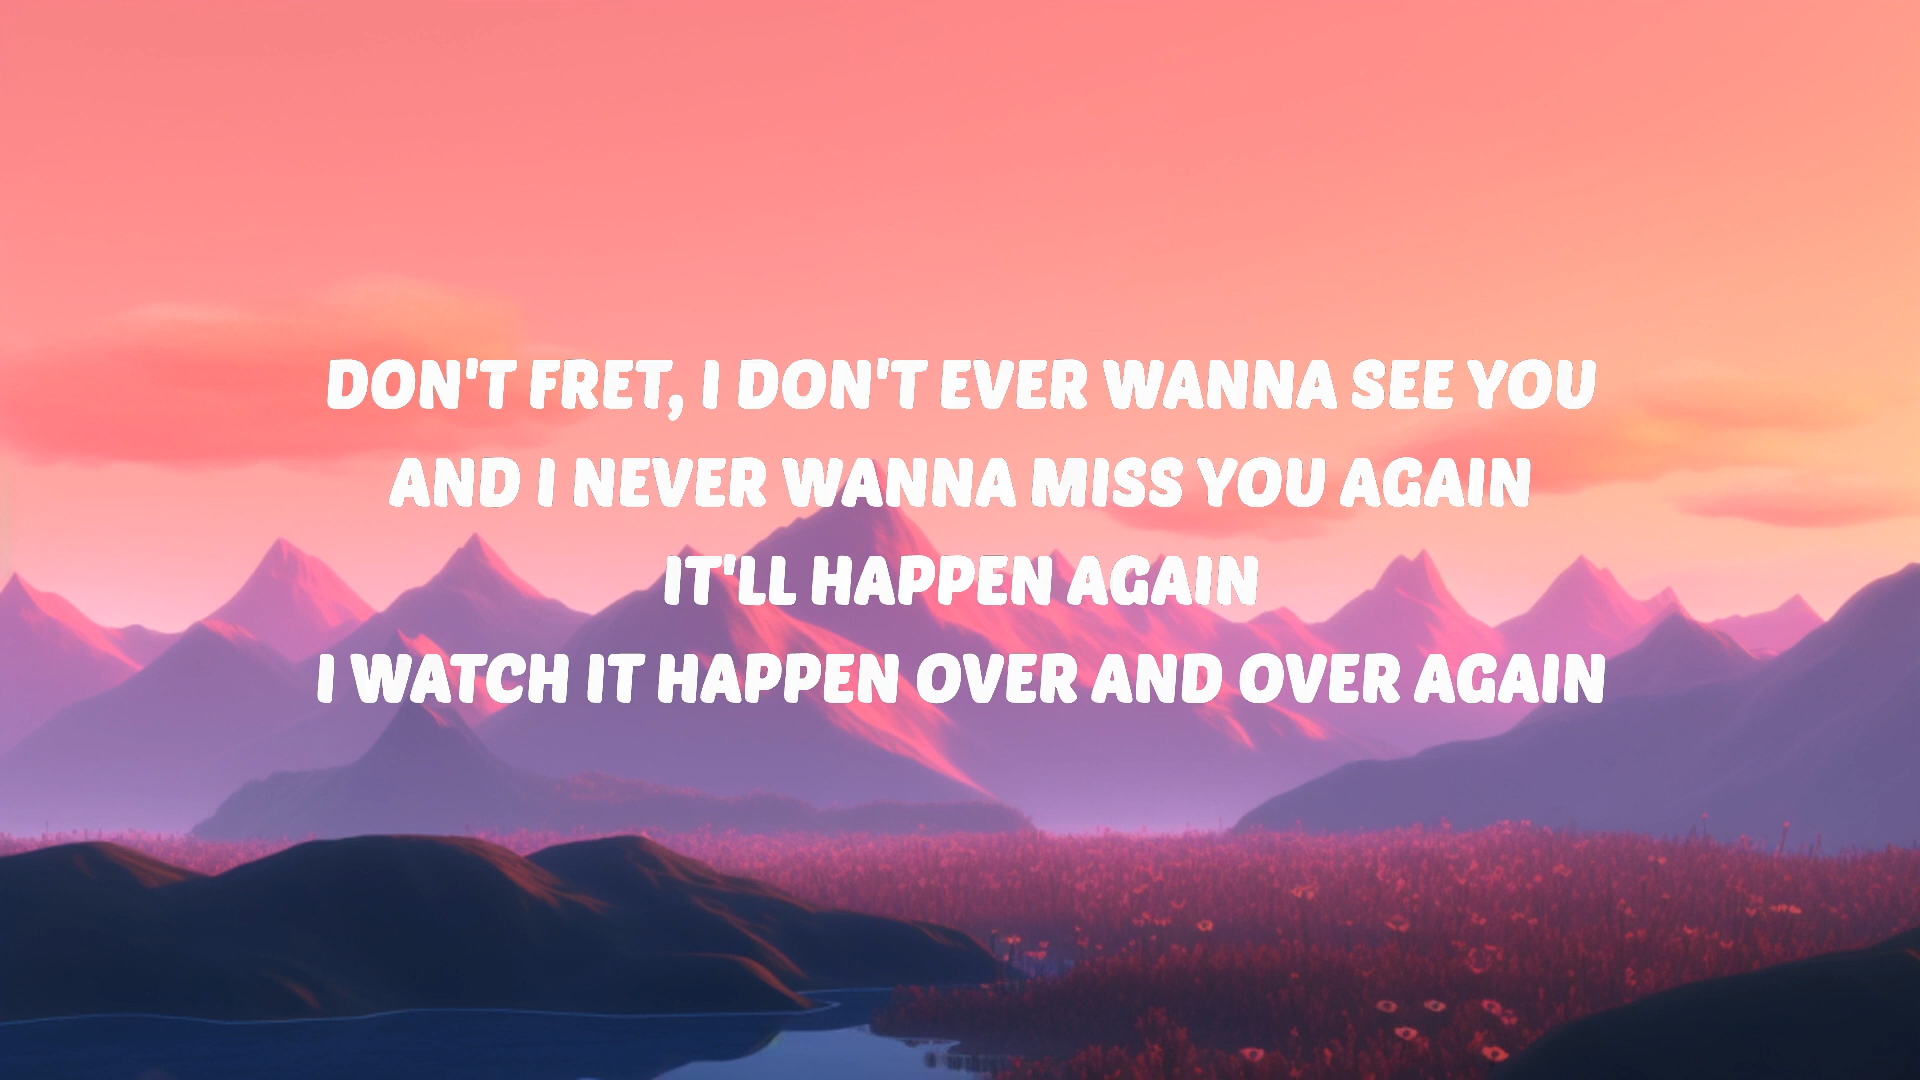 DON'T FRET, I DON'T EVER WANNA SEE YOU
AND I NEVER WANNA MISS YOU AGAIN
IT'LL HAPPEN AGAIN
I WATCH IT HAPPEN OVER AND OVER AGAIN